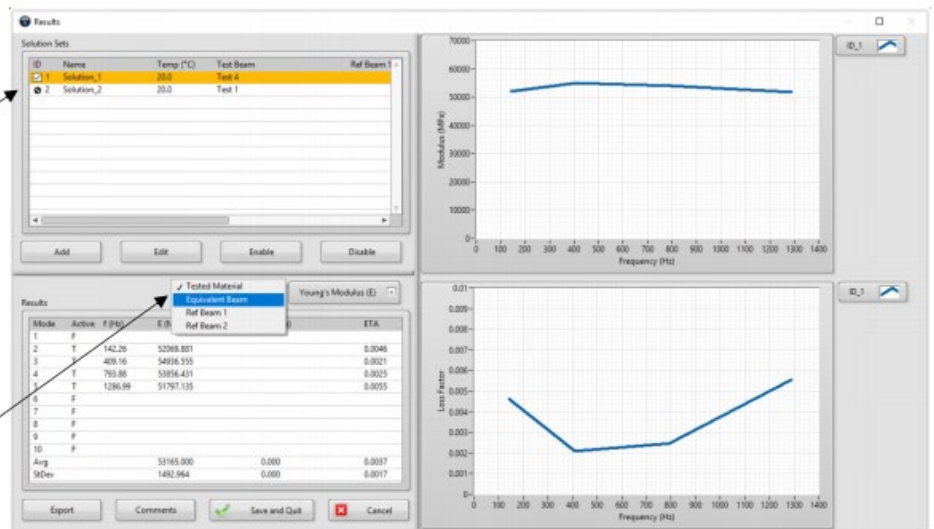 Results
Solution Sets
ID Name Temp (°C) Test Beam Ref Beam 1
1 Solution_1 20.0 Test 4
2 Solution_2 20.0 Test 1
Add Edit Enable Disable
✓ Tested Material
Equivalent Beam
Ref Beam 1
Ref Beam 2
Young's Modulus (E)
Results
Mode Active f (Hz) ETA
1 F
2 T 142.26 52069.881 0.0046
3 T 409.16 54936.555 0.0021
4 T 793.88 53856.431 0.0025
5 T 1286.99 51797.135 0.0055
6 F
7 F
8 F
9 F
10 F
Avg 53165.000 0.000 0.0037
StDev 1492.964 0.000 0.0017
Export Comments Save and Quit Cancel
ID_1
Modulus (MPa)
70000
60000
50000
40000
30000
20000
10000
0
0 100 200 300 400 500 600 700 800 900 1000 1100 1200 1300 1400
Frequency (Hz)
ID_1
Loss Factor
0.01
0.009
0.008
0.007
0.006
0.005
0.004
0.003
0.002
0.001
0
0 100 200 300 400 500 600 700 800 900 1000 1100 1200 1300 1400
Frequency (Hz)